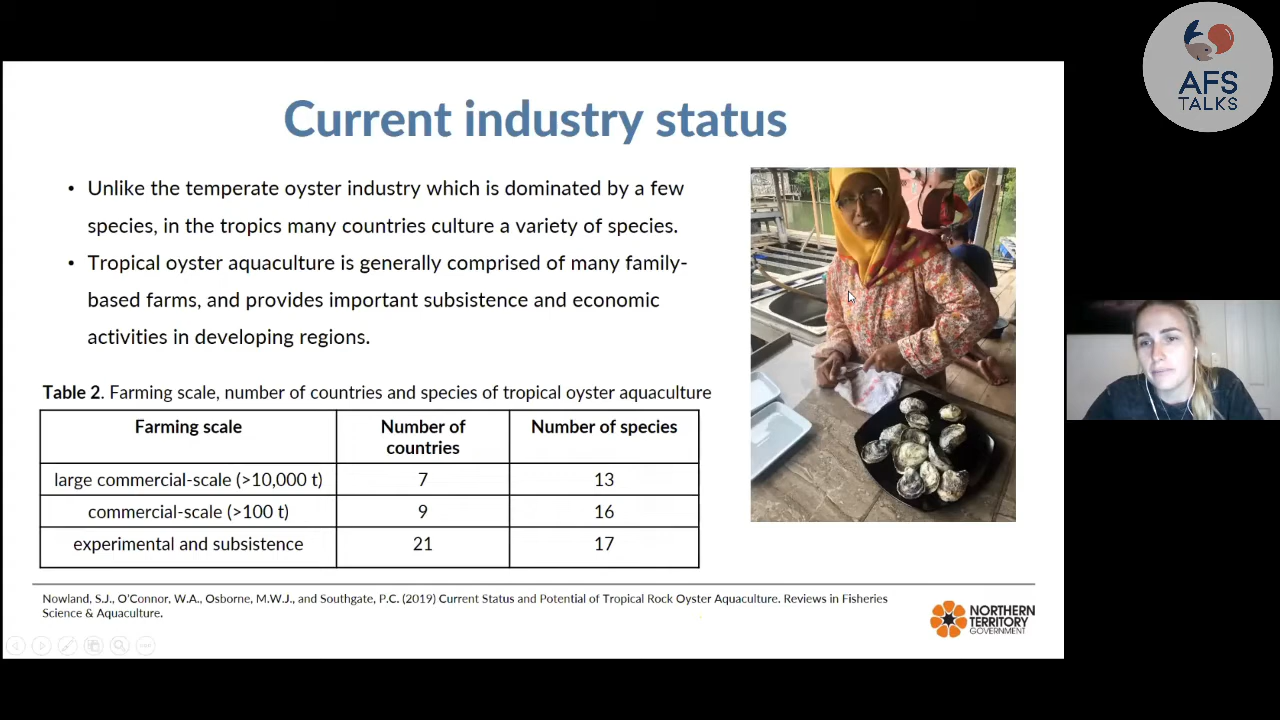 AFS
TALKS
Current industry status
• Unlike the temperate oyster industry which is dominated by a few
species, in the tropics many countries culture a variety of species.
• Tropical oyster aquaculture is generally comprised of many family-
based farms, and provides important subsistence and economic
activities in developing regions.
Table 2. Farming scale, number of countries and species of tropical oyster aquaculture
Farming scale Number of countries Number of species
large commercial-scale (>10,000 t) 7 13
commercial-scale (>100 t) 9 16
experimental and subsistence 21 17
Nowland, S.J., O'Connor, W.A., Osborne, M.W.J., and Southgate, P.C. (2019) Current Status and Potential of Tropical Rock Oyster Aquaculture. Reviews in Fisheries
Science & Aquaculture.
NORTHERN
TERRITORY
GOVERNMENT